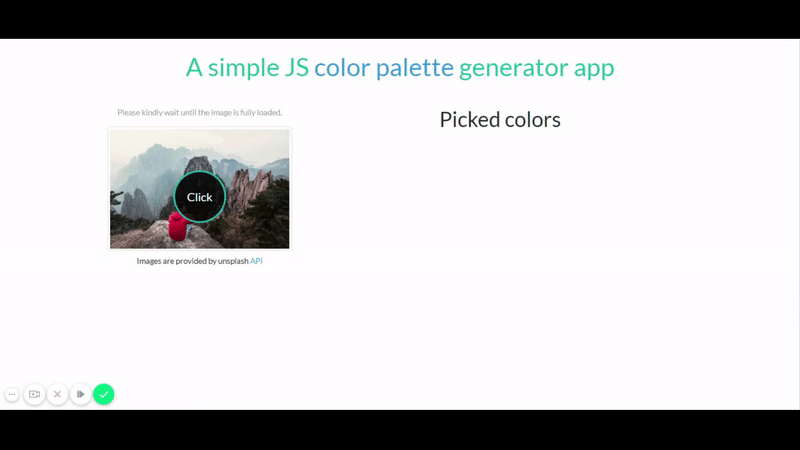 A simple JS color palette generator app
Please kindly wait until the image is fully loaded.
Picked colors
Click
Images are provided by unsplash API